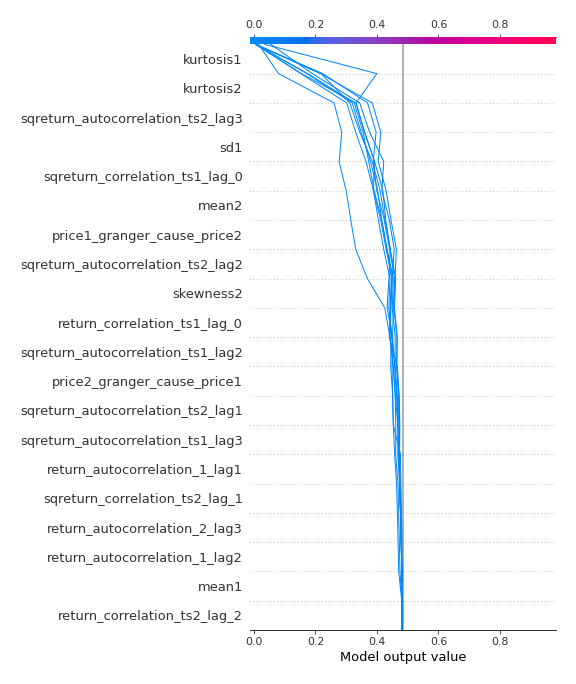 0.0 0.2 0.4 0.6 0.8
kurtosis1
kurtosis2
sqreturn_autocorrelation_ts2_lag3
sd1
sqreturn_correlation_ts1_lag_0
mean2
price1_granger_cause_price2
sqreturn_autocorrelation_ts2_lag2
skewness2
return_correlation_ts1_lag_0
sqreturn_autocorrelation_ts1_lag2
price2_granger_cause_price1
sqreturn_autocorrelation_ts2_lag1
sqreturn_autocorrelation_ts1_lag3
return_autocorrelation_1_lag1
sqreturn_correlation_ts2_lag_1
return_autocorrelation_2_lag3
return_autocorrelation_1_lag2
mean1
return_correlation_ts2_lag_2
0.0 0.2 0.4 0.6 0.8
Model output value